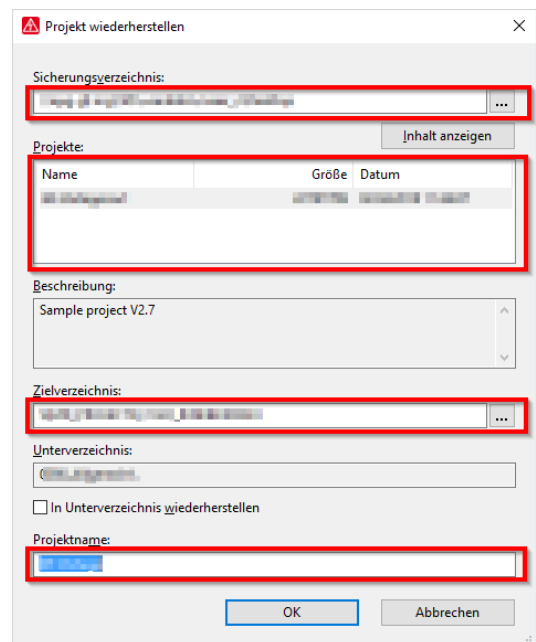 Projekt wiederherstellen
Sicherungsverzeichnis:
...
Inhalt anzeigen
Projekte:
Name Größe Datum
Beschreibung:
Sample project V2.7
Zielverzeichnis:
...
Unterverzeichnis:
In Unterverzeichnis wiederherstellen
Projektname:
OK Abbrechen